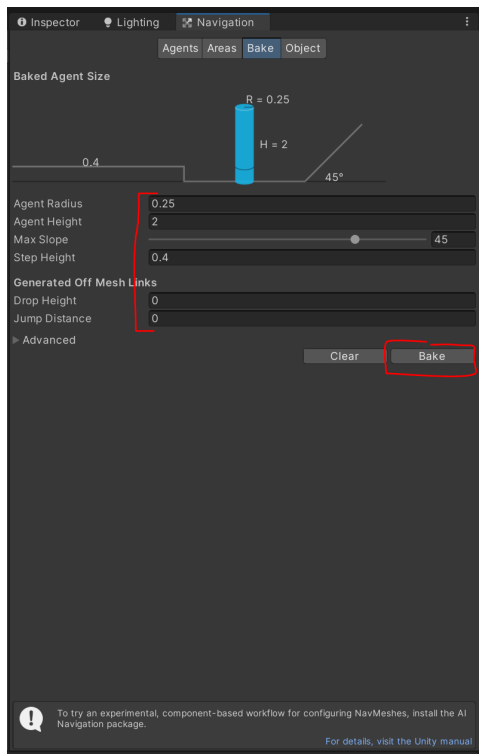 Inspector Lighting Navigation
Agents Areas Bake Object
Baked Agent Size
R = 0.25
H = 2
0.4
45°
Agent Radius 0.25
Agent Height 2
Max Slope 45
Step Height 0.4
Generated Off Mesh Links
Drop Height 0
Jump Distance 0
Advanced
Clear Bake
To try an experimental, component-based workflow for configuring NavMeshes, install the AI
Navigation package.
For details, visit the Unity manual